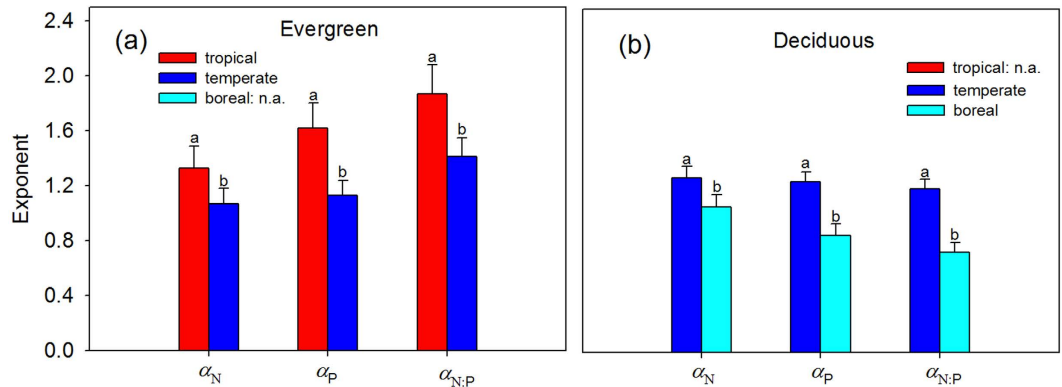 (a)
Evergreen
tropical
temperate
boreal: n.a.
Exponent
2.4
2.0
1.6
1.2
0.8
0.4
0.0
a
b
a
b
a
b
αN
αP
αN:P
(b)
Deciduous
tropical: n.a.
temperate
boreal
a
b
a
b
a
b
αN
αP
αN:P